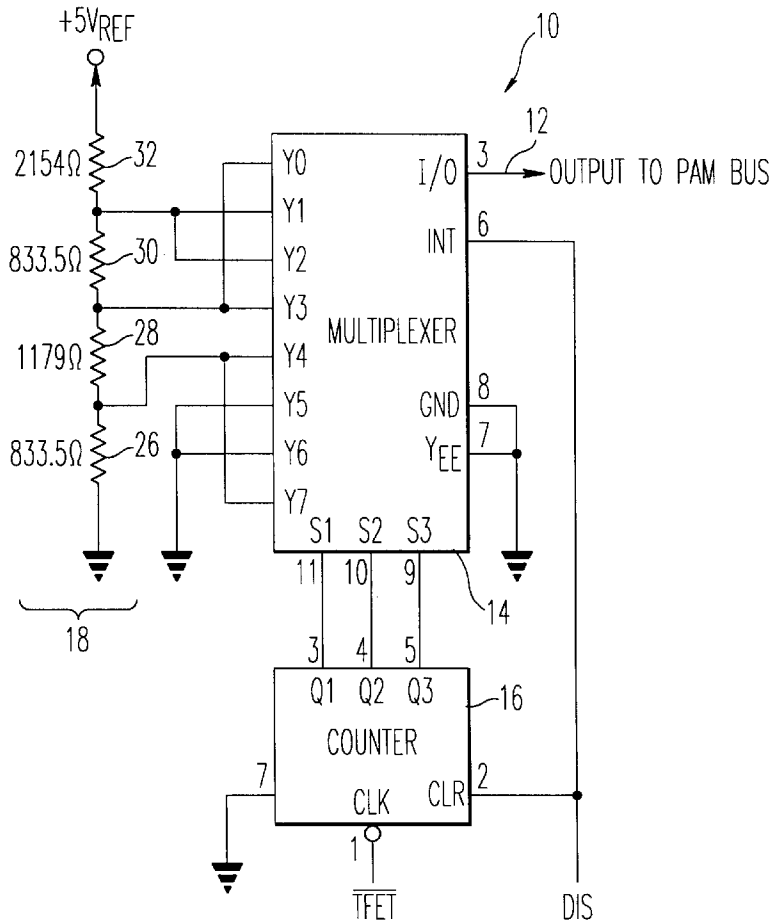 +5VREF
10
2154Ω
32
Y0
3
12
I/O
OUTPUT TO PAM BUS
Y1
6
INT
833.5Ω
30
Y2
Y3
28
MULTIPLEXER
1179Ω
Y4
8
Y5
GND
7
833.5Ω
26
Y6
YEE
Y7
S1 S2 S3
11 10 9
14
18
3 4 5
Q1 Q2 Q3
16
COUNTER
7
2
CLK
CLR
1
TFET
DIS